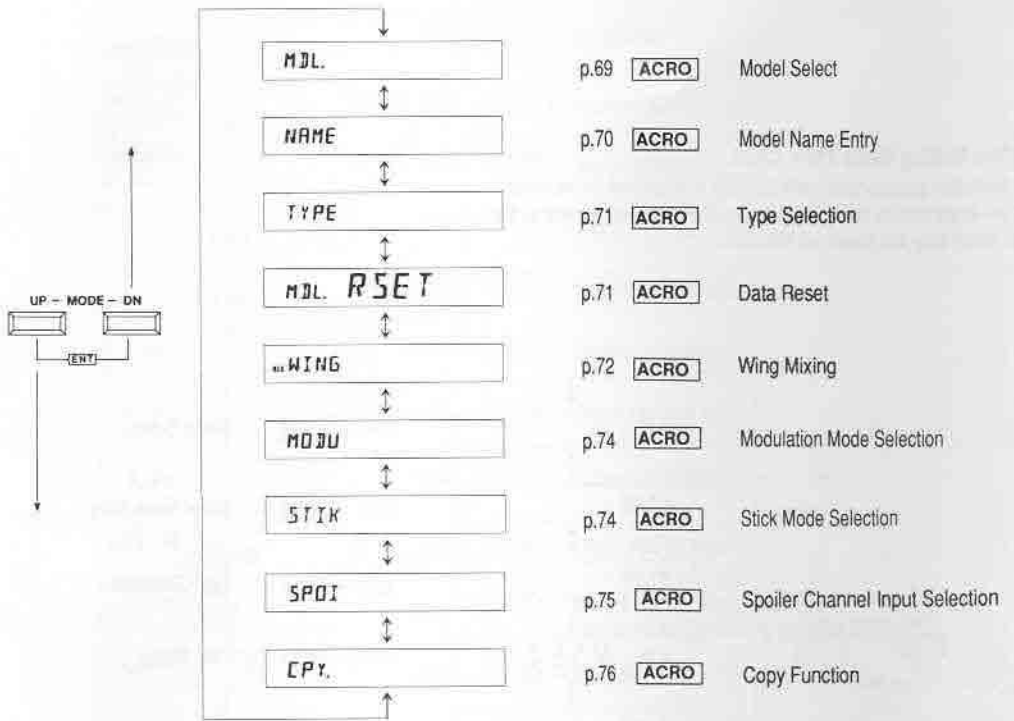 MDL. p.69 ACRO Model Select
NAME p.70 ACRO Model Name Entry
TYPE p.71 ACRO Type Selection
MDL. RSET p.71 ACRO Data Reset
UP - MODE - DN
ENT
WING p.72 ACRO Wing Mixing
MODU p.74 ACRO Modulation Mode Selection
STIK p.74 ACRO Stick Mode Selection
SPOI p.75 ACRO Spoiler Channel Input Selection
CPY. p.76 ACRO Copy Function